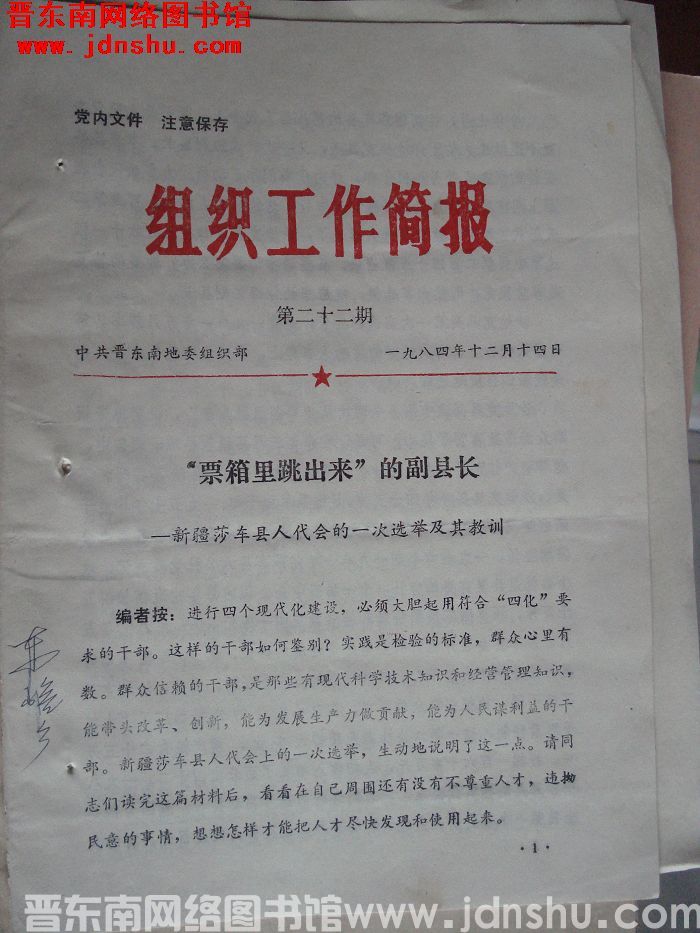 晋东南网络图书馆
www.jdnshu.com
党内文件　注意保存
组织工作简报
第二十二期
中共晋东南地委组织部　一九八四年十二月十四日
“票箱里跳出来”的副县长
—新疆莎车县人代会的一次选举及其教训
编者按：进行四个现代化建设，必须大胆起用符合“四化”要
求的干部。这样的干部如何鉴别？实践是检验的标准，群众心里有
数。群众信赖的干部，是那些有现代科学技术知识和经营管理知识，
能带头改革、创新，能为发展生产力做贡献，能为人民谋利益的干
部。新疆莎车县人代会上的一次选举，生动地说明了这一点。请同
志们读完这篇材料后，看看在自己周围还有没有不尊重人才，违拗
民意的事情，想想怎样才能把人才尽快发现和使用起来。
·1·
晋东南网络图书馆 www.jdnshu.com